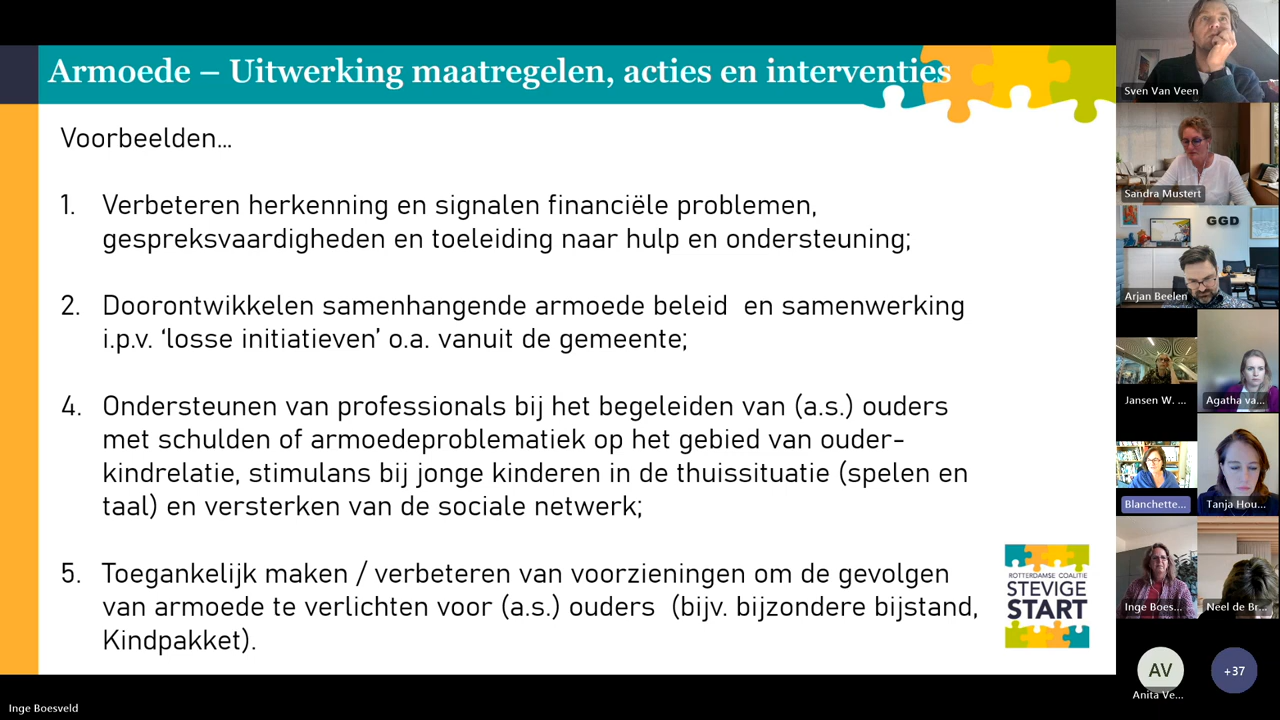 Armoede – Uitwerking maatregelen, acties en interventies
Voorbeelden...
1. Verbeteren herkenning en signalen financiële problemen,
gespreksvaardigheden en toeleiding naar hulp en ondersteuning;
2. Doorontwikkelen samenhangende armoede beleid en samenwerking
i.p.v. ‘losse initiatieven’ o.a. vanuit de gemeente;
4. Ondersteunen van professionals bij het begeleiden van (a.s.) ouders
met schulden of armoedeproblematiek op het gebied van ouder-
kindrelatie, stimulans bij jonge kinderen in de thuissituatie (spelen en
taal) en versterken van de sociale netwerk;
5. Toegankelijk maken / verbeteren van voorzieningen om de gevolgen
van armoede te verlichten voor (a.s.) ouders (bijv. bijzondere bijstand,
Kindpakket).
ROTTERDAMSE COALITIE
STEVIGE
START
Inge Boesveld
Sven Van Veen
Sandra Mustert
GGD
Arjan Beelen
Jansen W. ...
Agatha va...
Blanchette...
Tanja Hou...
Inge Boes...
Neel de Br...
AV
Anita Ve...
+37